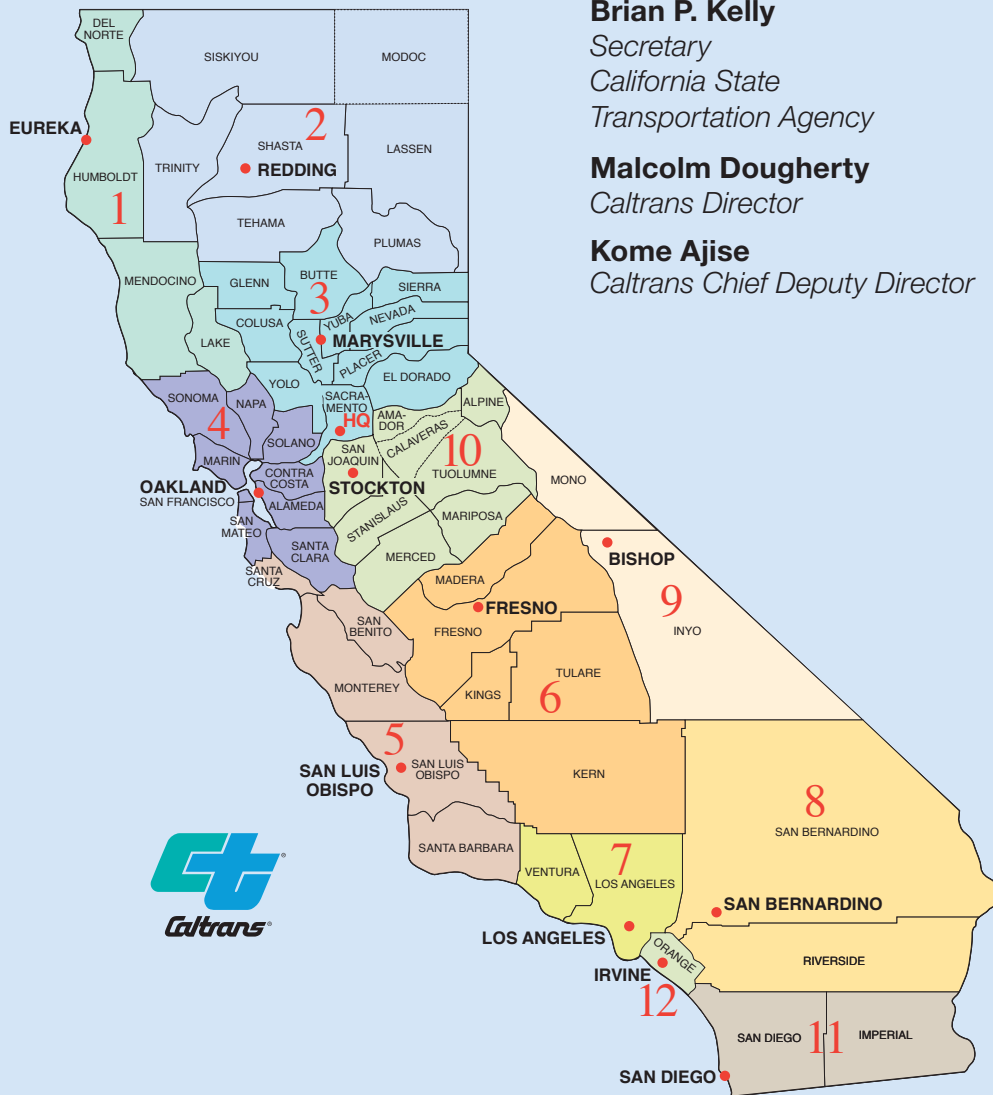 Brian P. Kelly
Secretary
California State
Transportation Agency
Malcolm Dougherty
Caltrans Director
Kome Ajise
Caltrans Chief Deputy Director
DEL
NORTE
SISKIYOU
MODOC
EUREKA
HUMBOLDT
1
TRINITY
2
SHASTA
REDDING
LASSEN
TEHAMA
PLUMAS
MENDOCINO
LAKE
GLENN
BUTTE
3
SIERRA
COLUSA
YUBA
NEVADA
SUTTER
MARYSVILLE
PLACER
YOLO
EL DORADO
SACRA-
MENTO
HQ
SONOMA
NAPA
4
SOLANO
MARIN
CONTRA
COSTA
OAKLAND
SAN FRANCISCO
ALAMEDA
SAN
MATEO
SANTA
CLARA
SANTA
CRUZ
AMA-
DOR
ALPINE
CALAVERAS
10
TUOLUMNE
SAN
JOAQUIN
STOCKTON
STANISLAUS
MARIPOSA
MERCED
MONO
BISHOP
9
INYO
MADERA
FRESNO
FRESNO
TULARE
KINGS
6
KERN
SAN
BENITO
MONTEREY
5
SAN LUIS
OBISPO
SAN LUIS
OBISPO
SANTA BARBARA
VENTURA
7
LOS ANGELES
LOS ANGELES
8
SAN BERNARDINO
SAN BERNARDINO
RIVERSIDE
ORANGE
IRVINE
12
SAN DIEGO
11
IMPERIAL
SAN DIEGO
ct®
Caltrans®